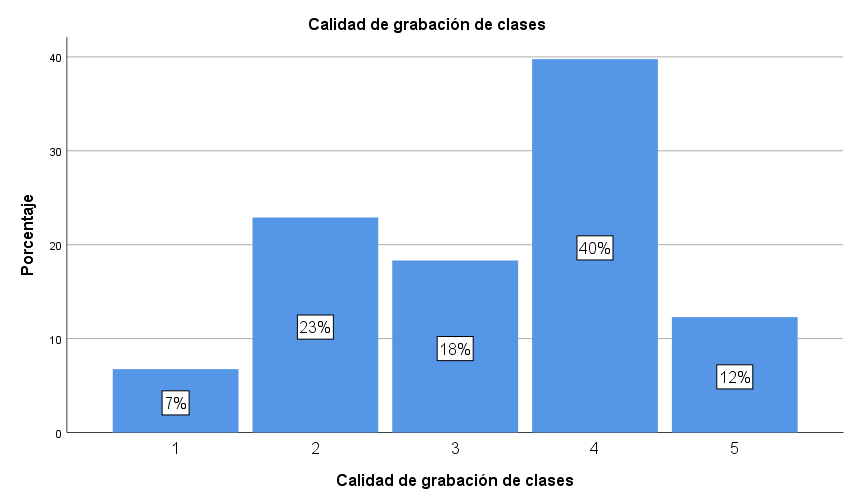 Calidad de grabación de clases
Porcentaje
40
30
20
10
0
7%
23%
18%
40%
12%
1 2 3 4 5
Calidad de grabación de clases